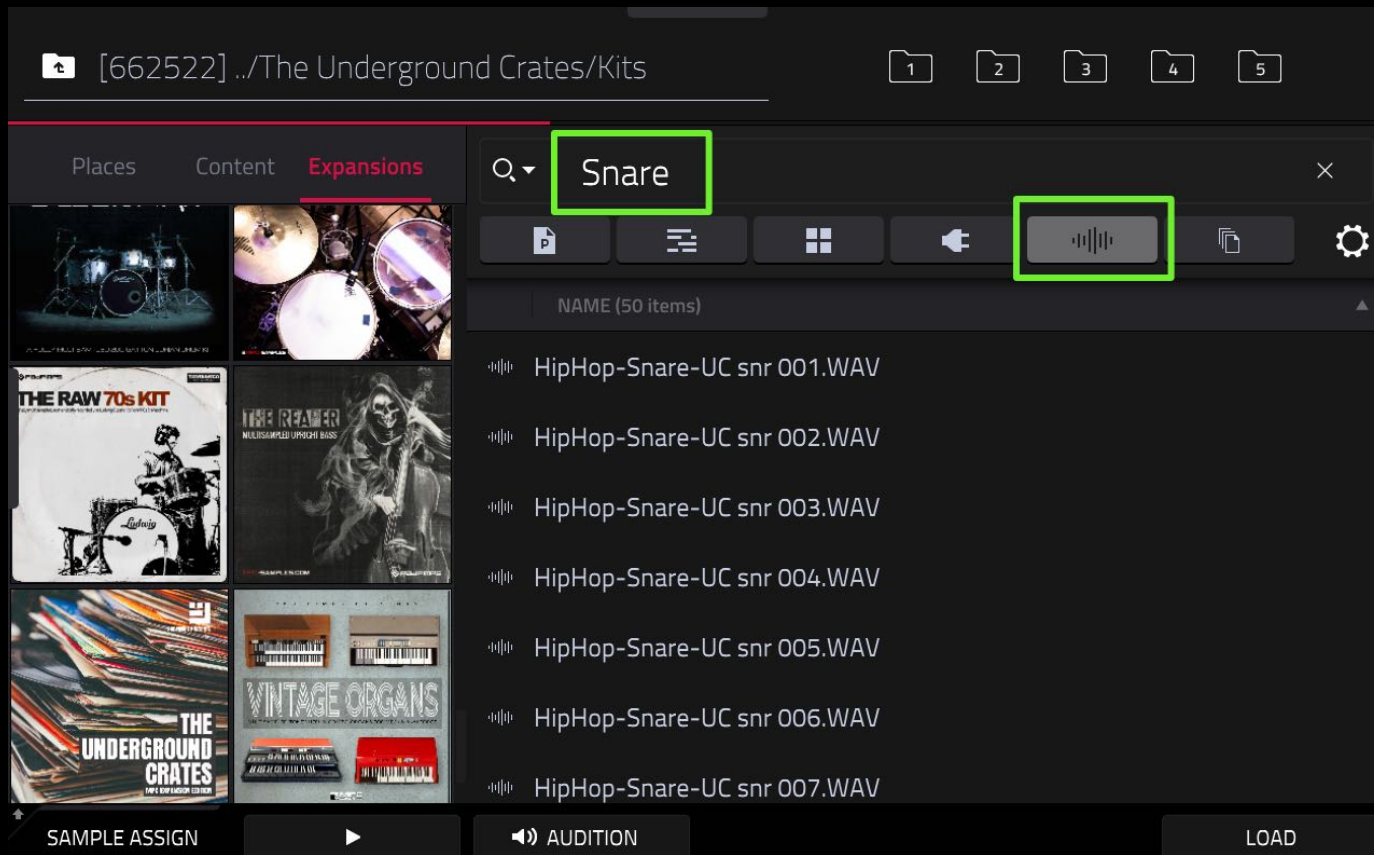 [662522] ../The Underground Crates/Kits
1 2 3 4 5
Places Content Expansions
Snare
P
NAME (50 items)
HipHop-Snare-UC snr 001.WAV
HipHop-Snare-UC snr 002.WAV
HipHop-Snare-UC snr 003.WAV
HipHop-Snare-UC snr 004.WAV
HipHop-Snare-UC snr 005.WAV
HipHop-Snare-UC snr 006.WAV
HipHop-Snare-UC snr 007.WAV
THE RAW 70s KIT
Ludwig
THE REAPER
MULTISAMPLED UPRIGHT BASS
THE
UNDERGROUND
CRATES
MPC EXPANSION EDITION
VINTAGE ORGANS
SAMPLE ASSIGN
AUDITION
LOAD